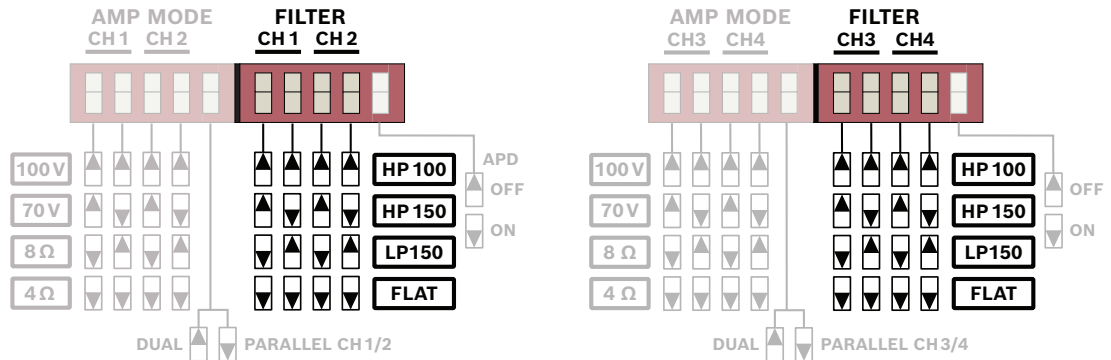 AMP MODE
CH 1 CH 2
FILTER
CH 1 CH 2
100 V
70 V
8 Ω
4 Ω
HP 100
HP 150
LP150
FLAT
APD
OFF
ON
DUAL PARALLEL CH 1/2
AMP MODE
CH3 CH4
FILTER
CH3 CH4
100 V
70 V
8 Ω
4 Ω
HP 100
HP 150
LP150
FLAT
OFF
ON
DUAL PARALLEL CH 3/4